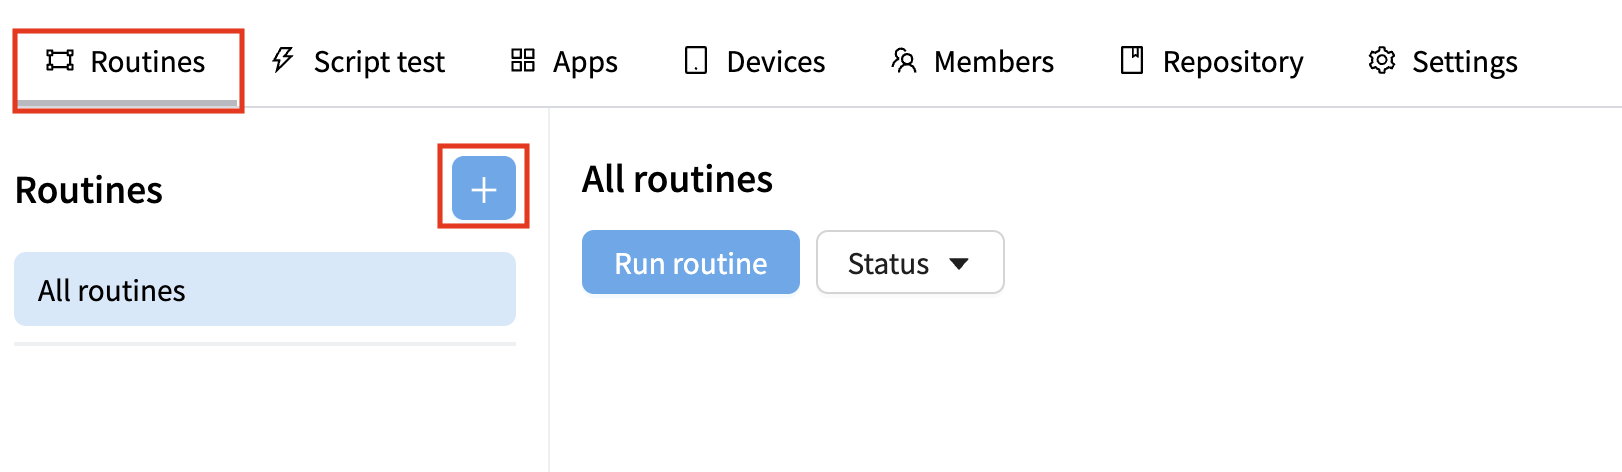 Routines Script test Apps Devices Members Repository Settings
Routines
All routines
All routines
Run routine Status